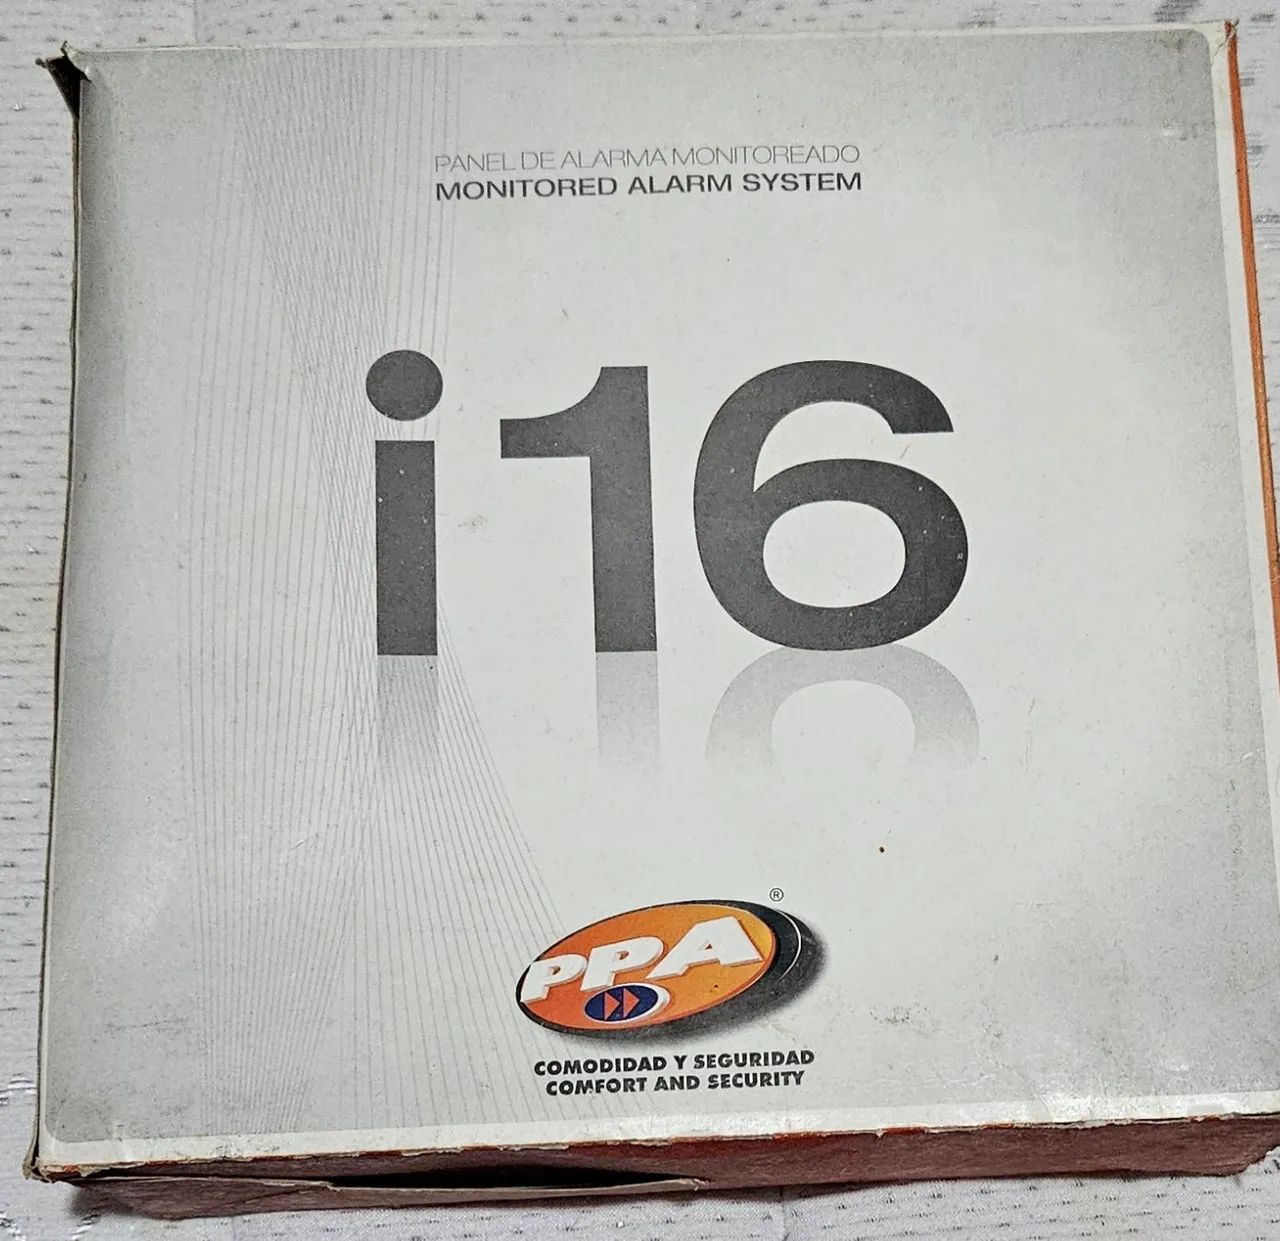 PANEL DE ALARMA MONITOREADO
MONITORED ALARM SYSTEM
i16
®
PPA
COMODIDAD Y SEGURIDAD
COMFORT AND SECURITY